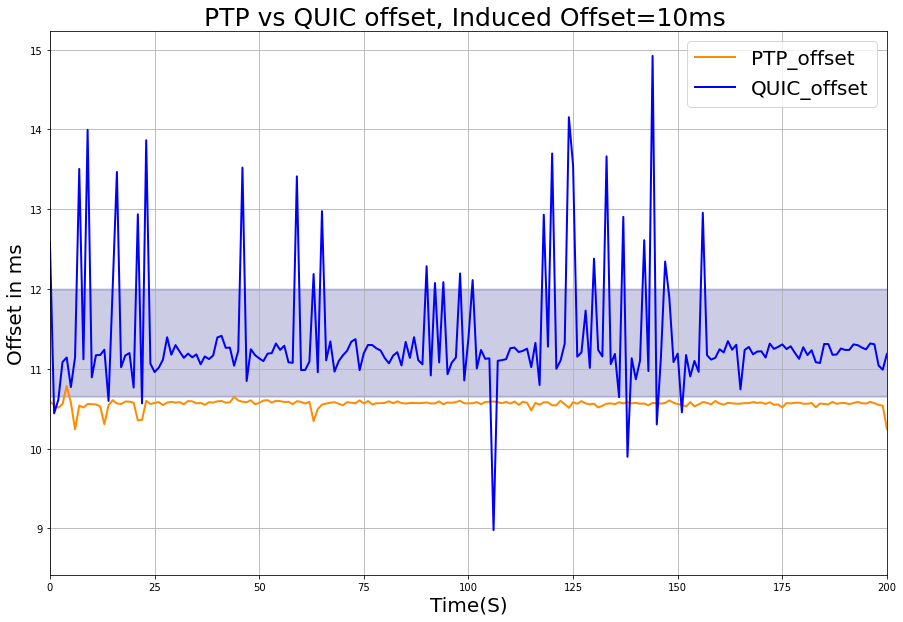 PTP vs QUIC offset, Induced Offset=10ms
PTP_offset
QUIC_offset
Offset in ms
15
14
13
12
11
10
9
0 25 50 75 100 125 150 175 200
Time(S)